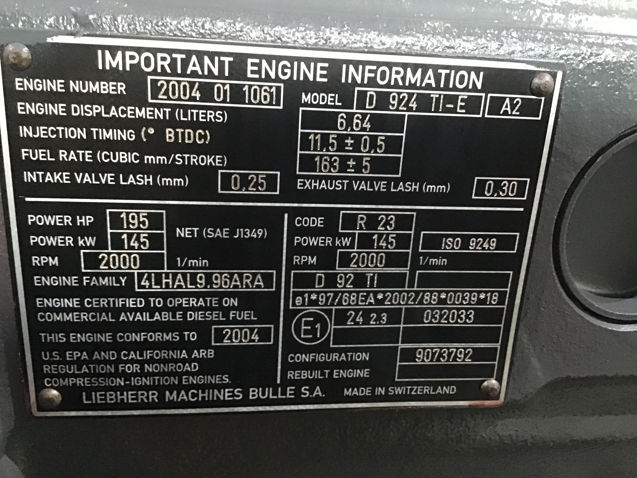 IMPORTANT ENGINE INFORMATION
ENGINE NUMBER 2004 01 1061 MODEL D 924 TI-E A2
ENGINE DISPLACEMENT (LITERS) 6,64
INJECTION TIMING (° BTDC) 11,5 ± 0,5
FUEL RATE (CUBIC mm/STROKE) 163 ± 5
INTAKE VALVE LASH (mm) 0,25 EXHAUST VALVE LASH (mm) 0,30
POWER HP 195 NET (SAE J1349)
POWER kW 145
RPM 2000 1/min
ENGINE FAMILY 4LHAL9.96ARA
ENGINE CERTIFIED TO OPERATE ON
COMMERCIAL AVAILABLE DIESEL FUEL
THIS ENGINE CONFORMS TO 2004
U.S. EPA AND CALIFORNIA ARB
REGULATION FOR NONROAD
COMPRESSION-IGNITION ENGINES.
CODE R 23
POWER kW 145 ISO 9249
RPM 2000 1/min
D 92 TI
e1*97/68EA*2002/88*0039*18
E1 24 2.3 032033
CONFIGURATION 9073792
REBUILT ENGINE
LIEBHERR MACHINES BULLE S.A. MADE IN SWITZERLAND